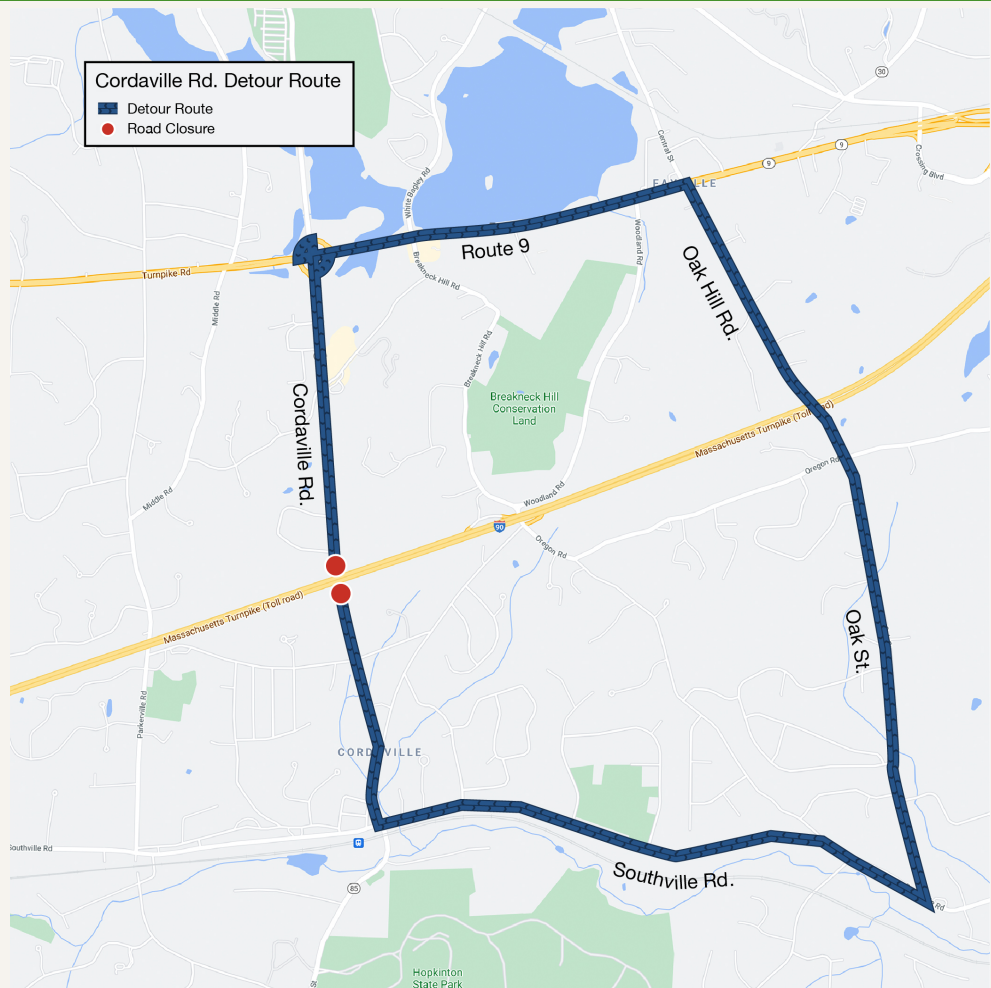 Cordaville Rd. Detour Route
Detour Route
Road Closure
30
Central St
9
9
Crossing Blvd
White Bagley Rd
Woodland Rd
Route 9
Turnpike Rd
Breakneck Hill Rd
Oak Hill Rd.
Middle Rd
Breakneck Hill Rd
Cordaville Rd.
Breakneck Hill
Conservation
Land
Massachusetts Turnpike (Toll road)
Oregon Rd
Middle Rd
Woodland Rd
90
Oregon Rd
Massachusetts Turnpike (Toll road)
Oak St.
Parkerville Rd
CORDAVILLE
Southville Rd
Southville Rd.
85
Rd
St
Hopkinton
State Park